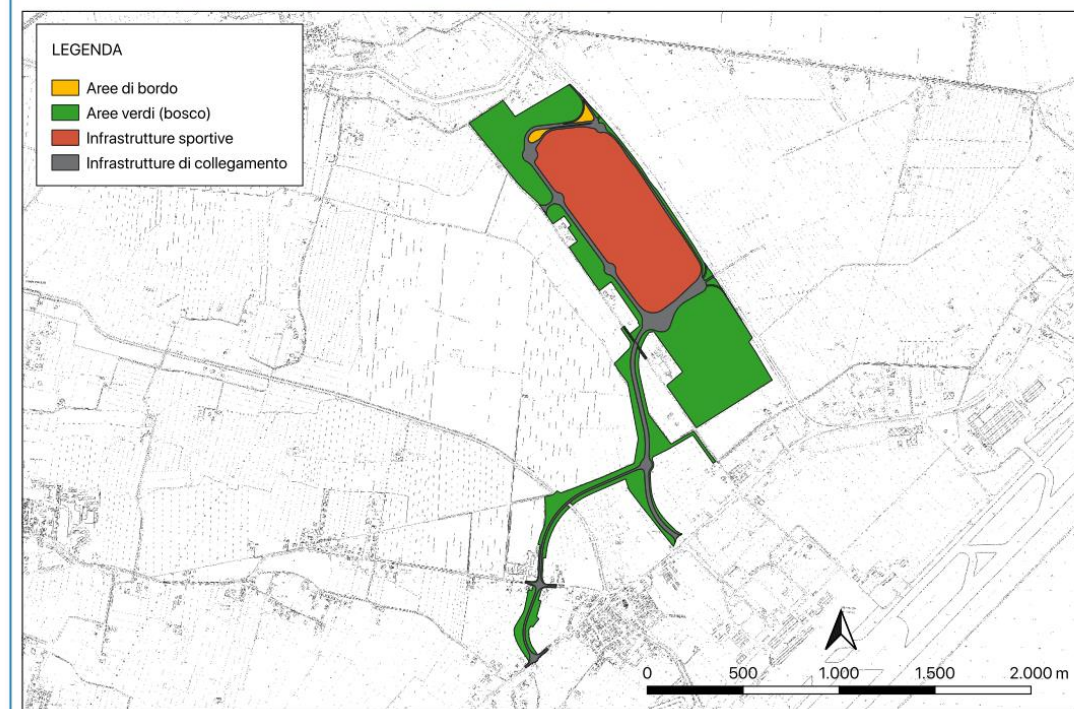 LEGENDA
Aree di bordo
Aree verdi (bosco)
Infrastrutture sportive
Infrastrutture di collegamento
0 500 1.000 1.500 2.000 m